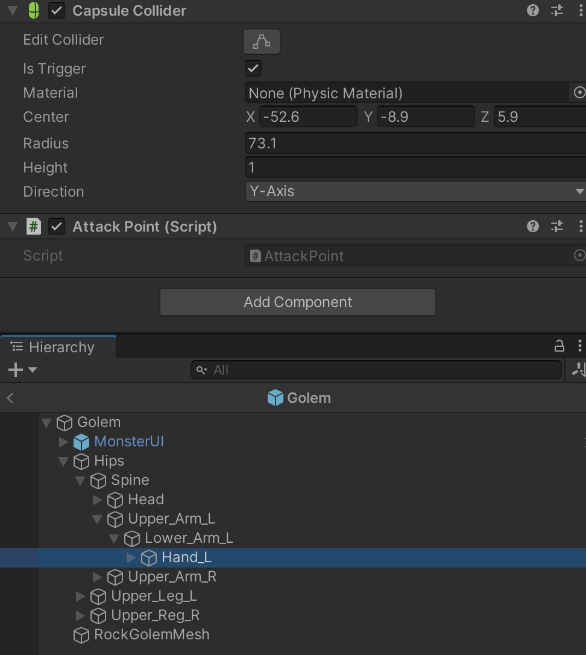 Capsule Collider
Edit Collider
Is Trigger
Material None (Physic Material)
Center X -52.6 Y -8.9 Z 5.9
Radius 73.1
Height 1
Direction Y-Axis
# Attack Point (Script)
Script # AttackPoint
Add Component
Hierarchy
All
Golem
Golem
MonsterUI
Hips
Spine
Head
Upper_Arm_L
Lower_Arm_L
Hand_L
Upper_Arm_R
Upper_Leg_L
Upper_Reg_R
RockGolemMesh